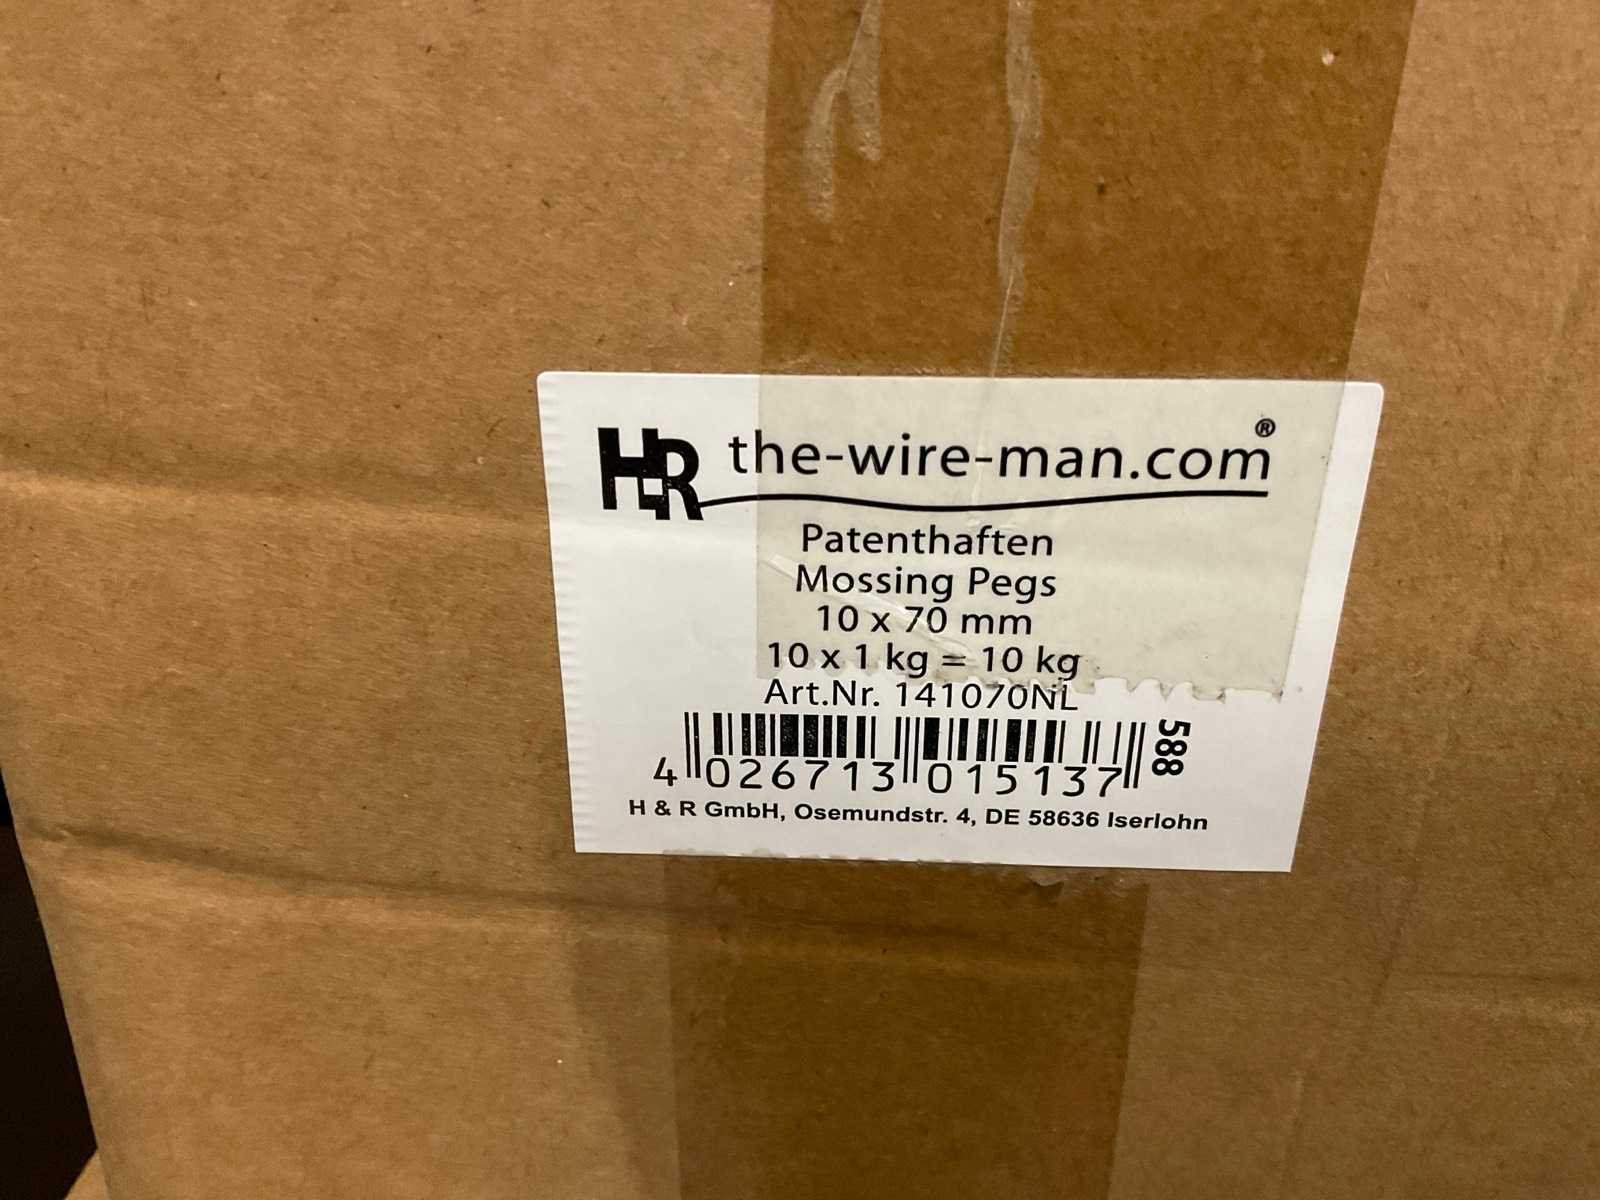 HR the-wire-man.com®
Patenthaften
Mossing Pegs
10 x 70 mm
10 x 1 kg = 10 kg
Art.Nr. 141070NL
588
4 026713 015137
H & R GmbH, Osemundstr. 4, DE 58636 Iserlohn